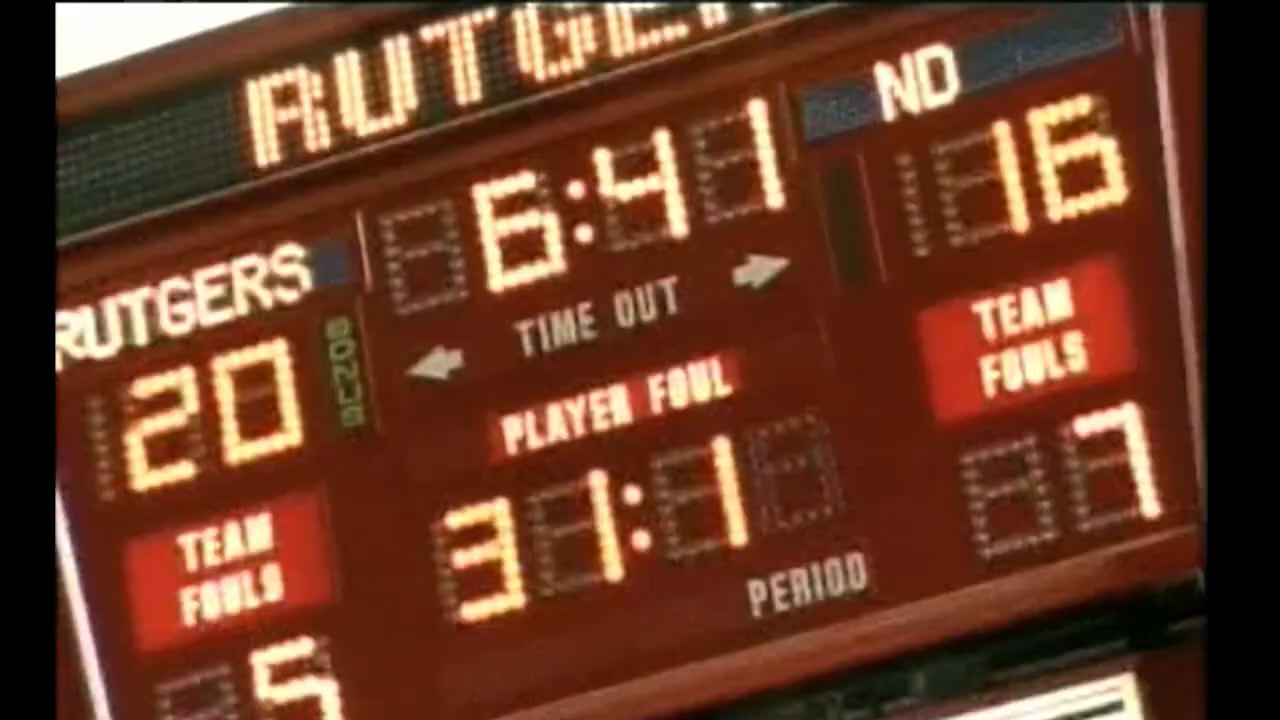 RUTGER
ND
6:41
16
RUTGERS
TIME OUT
20
BONUS
TEAM
FOULS
PLAYER FOUL
31:1
7
TEAM
FOULS
PERIOD
5